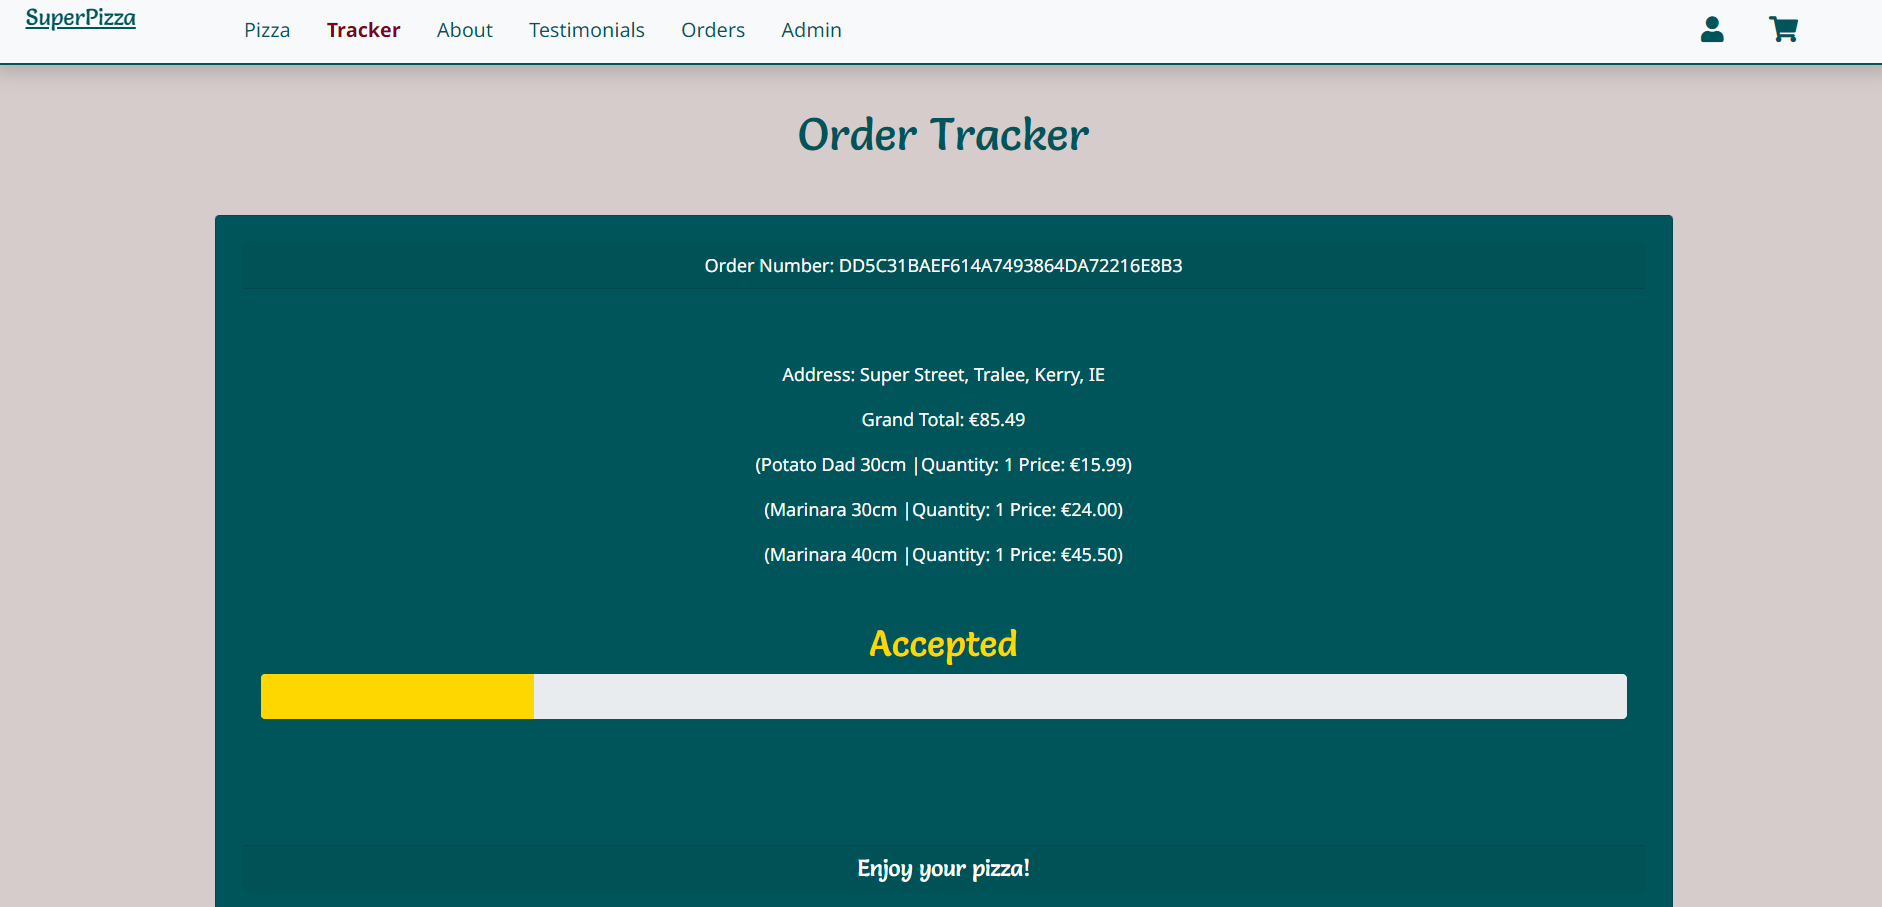 SuperPizza
Pizza Tracker About Testimonials Orders Admin
Order Tracker
Order Number: DD5C31BAEF614A7493864DA72216E8B3
Address: Super Street, Tralee, Kerry, IE
Grand Total: €85.49
(Potato Dad 30cm |Quantity: 1 Price: €15.99)
(Marinara 30cm |Quantity: 1 Price: €24.00)
(Marinara 40cm |Quantity: 1 Price: €45.50)
Accepted
Enjoy your pizza!